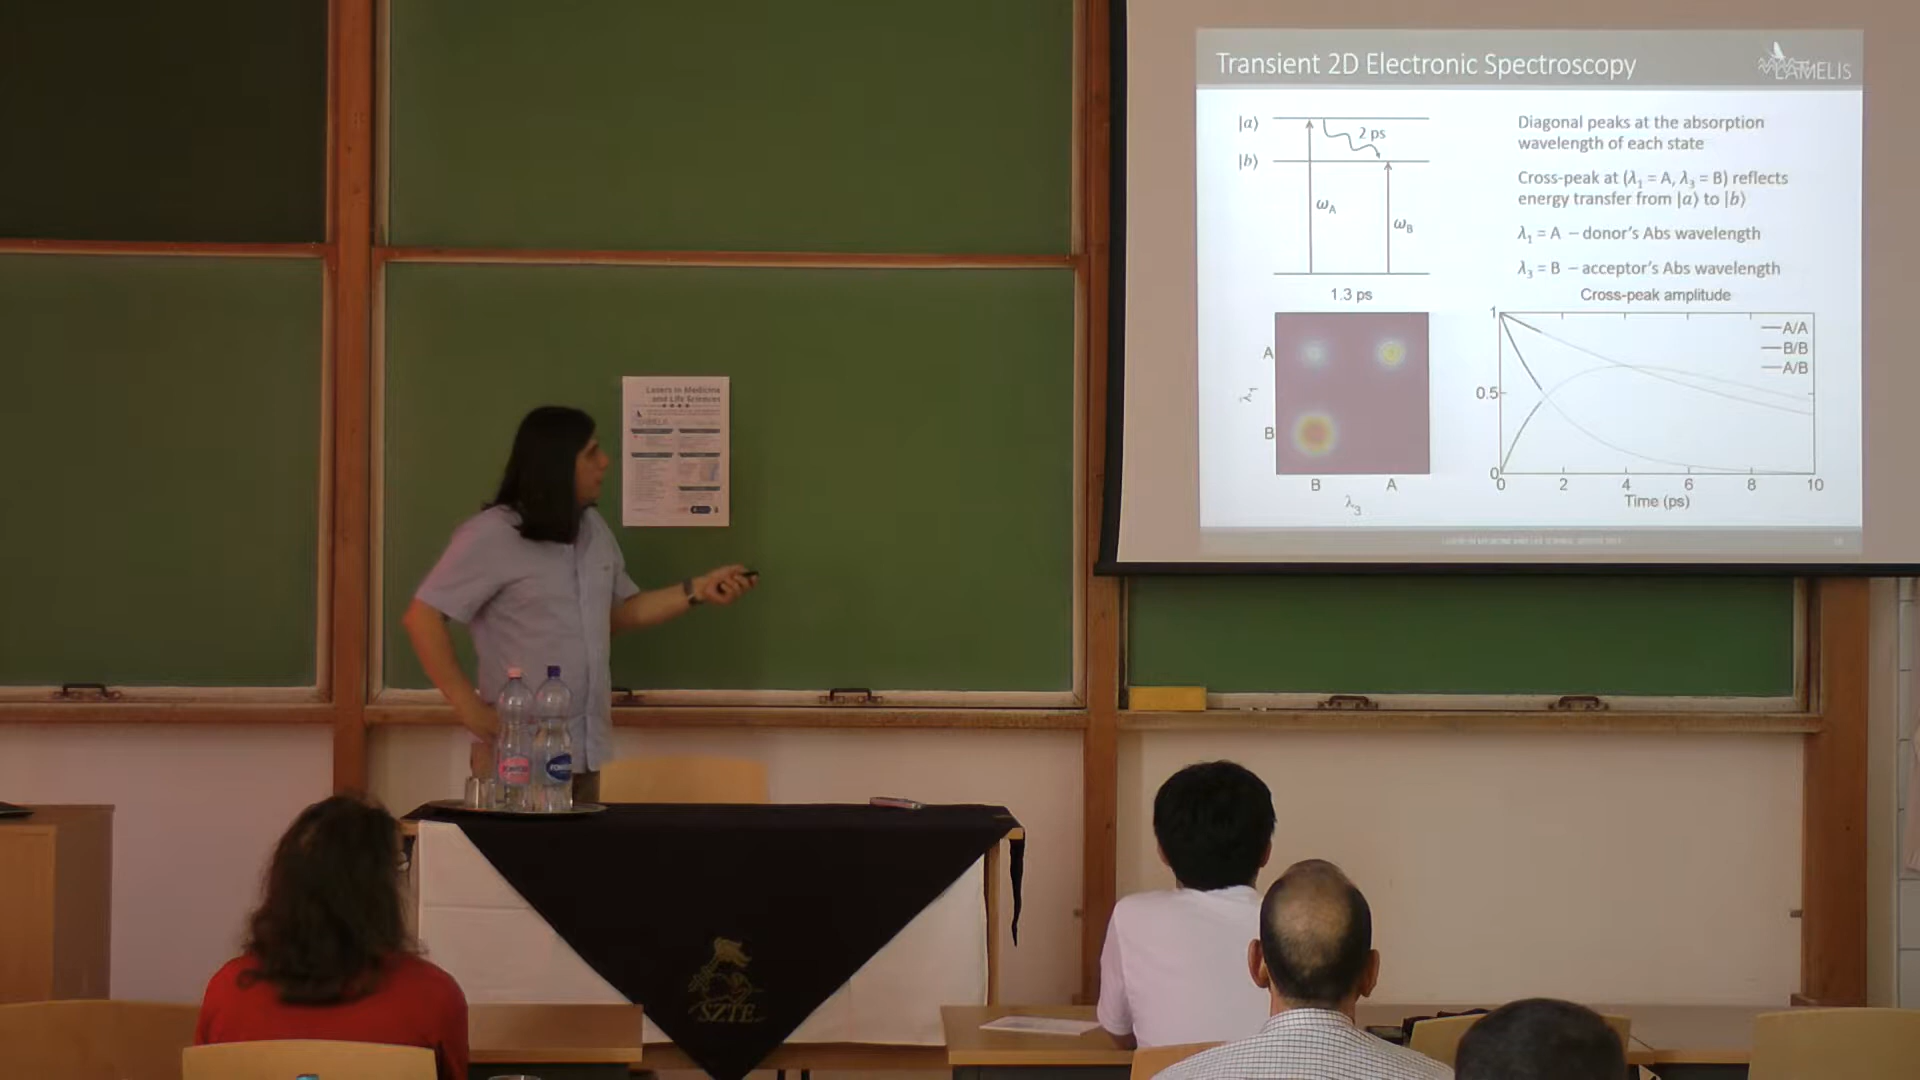 Transient 2D Electronic Spectroscopy
LAMELIS
|a⟩
2 ps
|b⟩
ω_A
ω_B
Diagonal peaks at the absorption
wavelength of each state
Cross-peak at (λ₁ = A, λ₃ = B) reflects
energy transfer from |a⟩ to |b⟩
λ₁ = A – donor's Abs wavelength
λ₃ = B – acceptor's Abs wavelength
1.3 ps
A
λ₁
B
B A
λ₃
Cross-peak amplitude
1
0.5
0
A/A
B/B
A/B
0 2 4 6 8 10
Time (ps)
Lasers in Medicine
and Life Sciences
SZTE